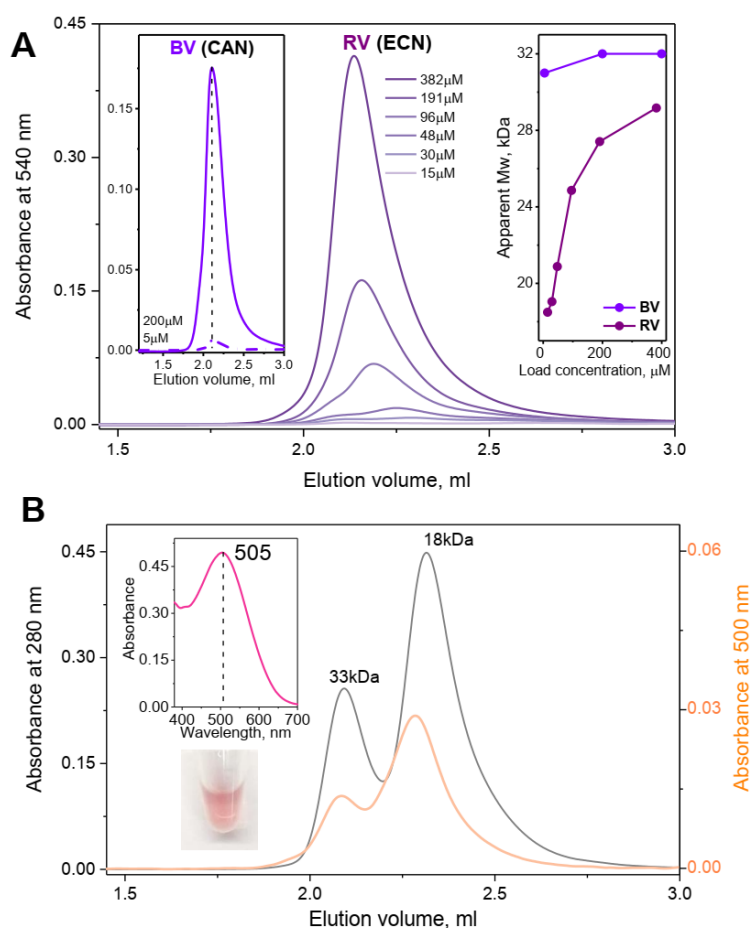 A
0.45
0.30
0.15
0.00
Absorbance at 540 nm
1.5
2.0
2.5
3.0
Elution volume, ml
BV (CAN)
0.15
0.10
0.05
0.00
200μM
5μM
1.5 2.0 2.5 3.0
Elution volume, ml
RV (ECN)
382μM
191μM
96μM
48μM
30μM
15μM
Apparent Mw, kDa
32
28
24
20
BV
RV
0 200 400
Load concentration, μM
B
0.45
0.30
0.15
0.00
Absorbance at 280 nm
505
Absorbance
0.45
0.30
0.15
0.00
400 500 600 700
Wavelength, nm
33kDa
18kDa
0.06
0.03
0.00
Absorbance at 500 nm
1.5
2.0
2.5
3.0
Elution volume, ml